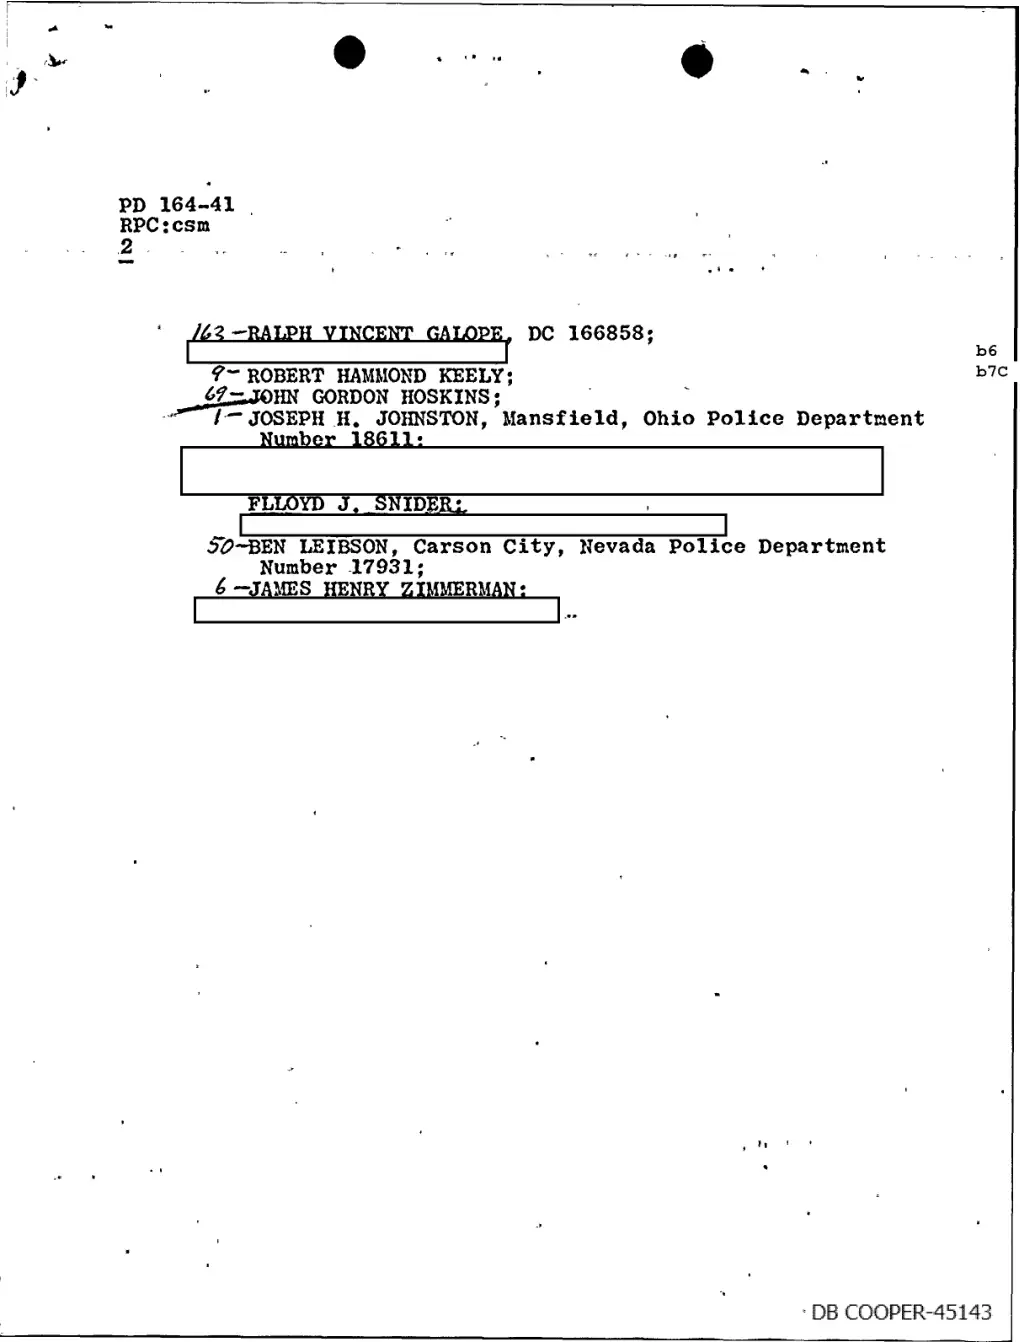 PD 164-41
RPC:csm
2
163-RALPH VINCENT GALOPE, DC 166858;
b6
b7C
9- ROBERT HAMMOND KEELY;
69-JOHN GORDON HOSKINS;
1- JOSEPH H. JOHNSTON, Mansfield, Ohio Police Department
Number 18611;
FLLOYD J. SNIDER;
50-BEN LEIBSON, Carson City, Nevada Police Department
Number 17931;
6-JAMES HENRY ZIMMERMAN;
DB COOPER-45143